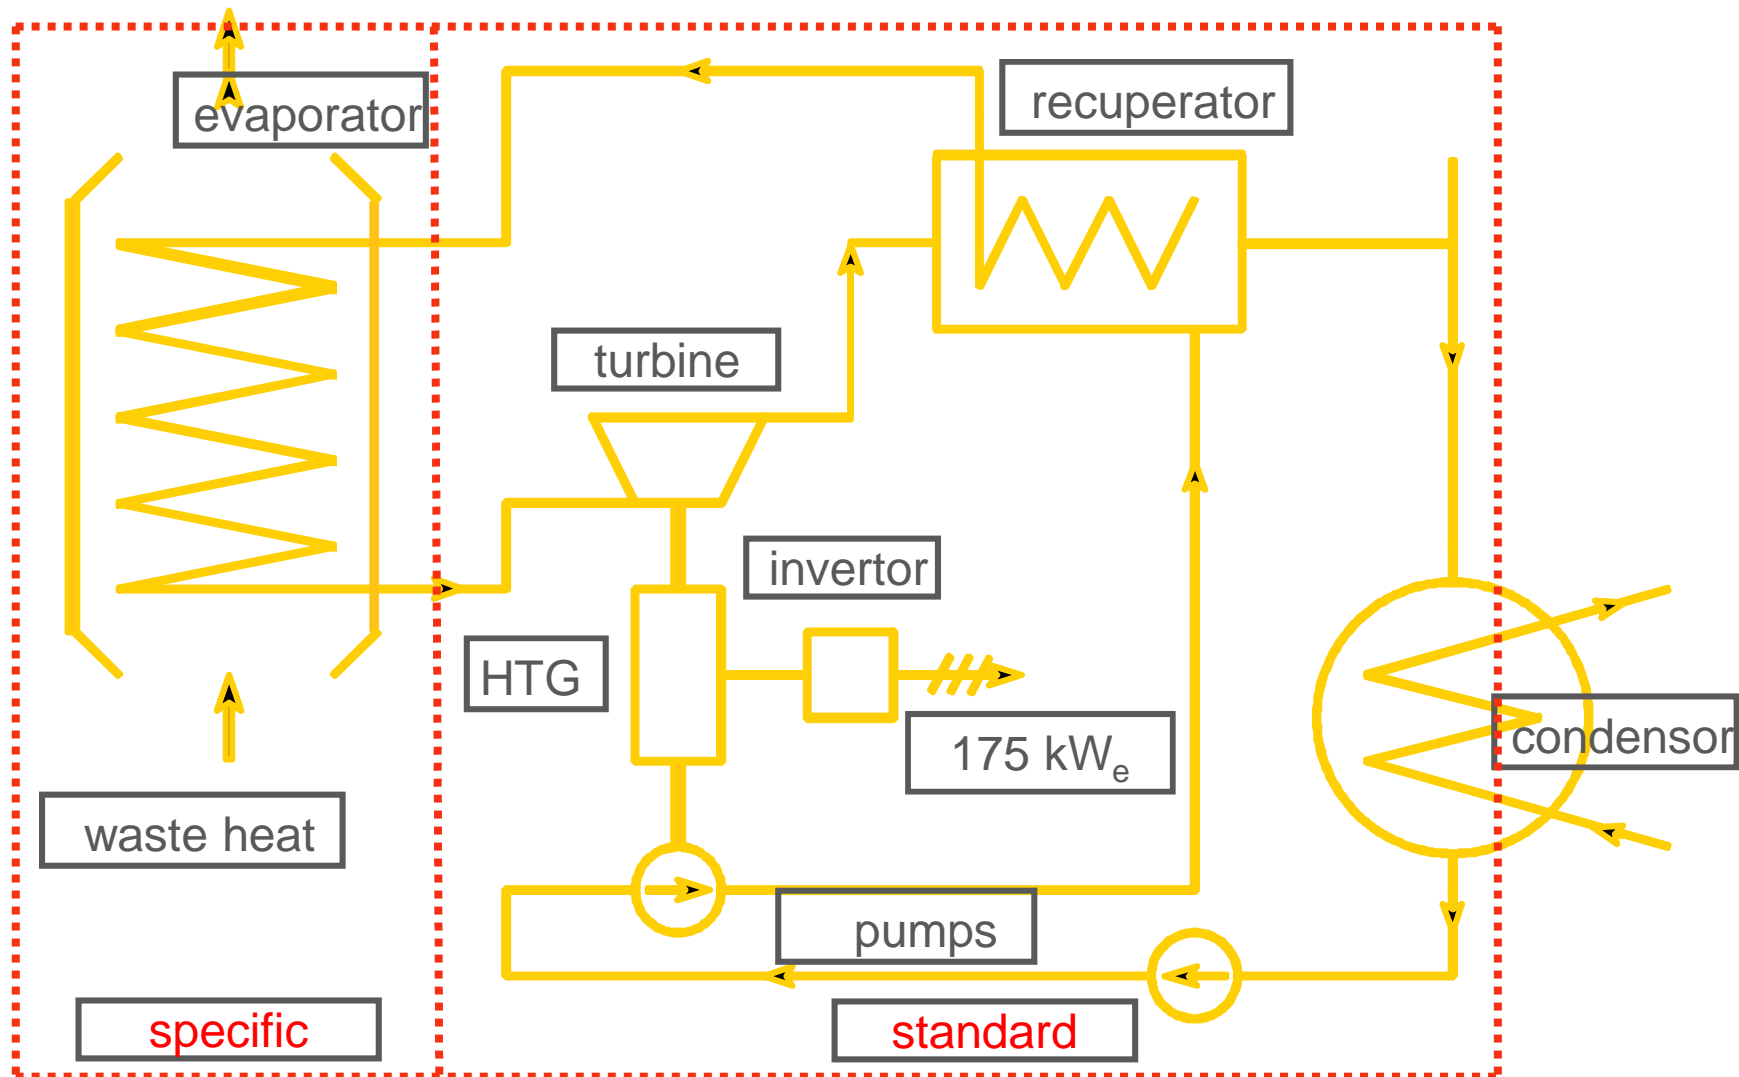 evaporator
recuperator
turbine
invertor
HTG
175 kWₑ
condensor
waste heat
pumps
specific
standard